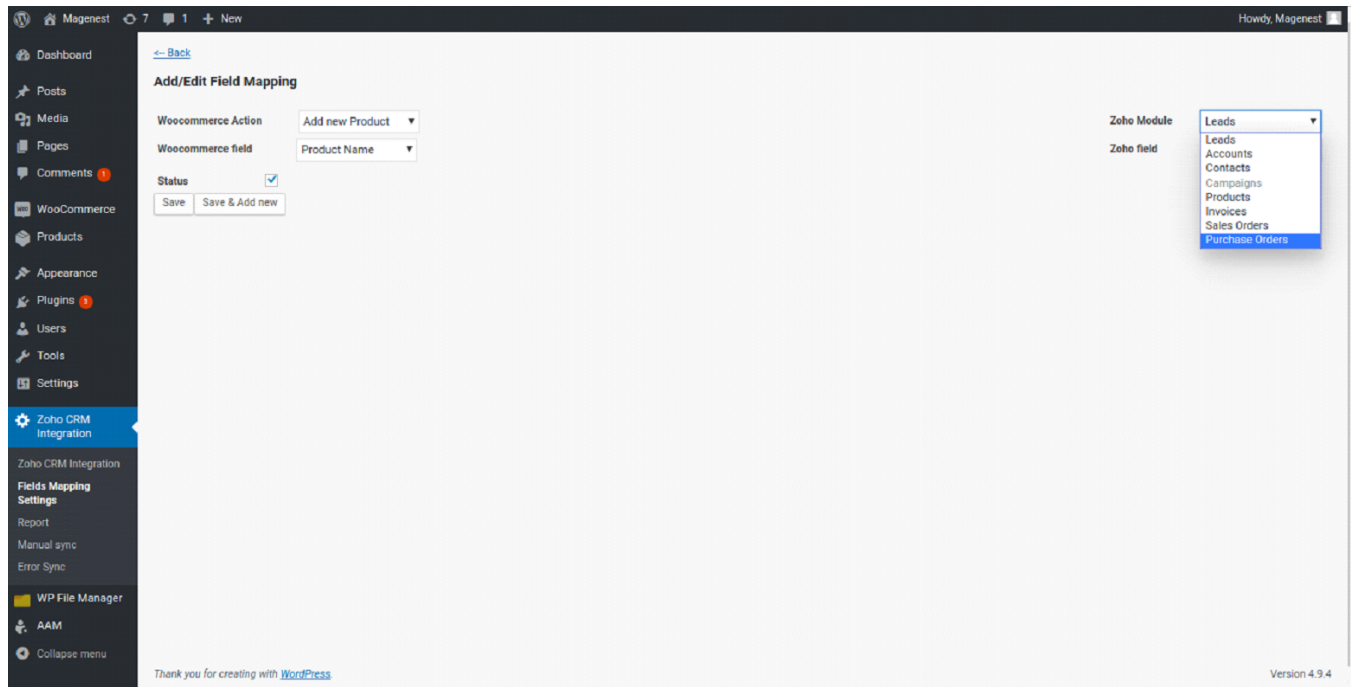 Magenest 7 1 + New
Howdy, Magenest
Dashboard
Posts
Media
Pages
Comments 1
WooCommerce
Products
Appearance
Plugins 3
Users
Tools
Settings
Zoho CRM
Integration
Zoho CRM Integration
Fields Mapping
Settings
Report
Manual sync
Error Sync
WP File Manager
AAM
Collapse menu
<-- Back
Add/Edit Field Mapping
Woocommerce Action Add new Product
Woocommerce field Product Name
Status
Save Save & Add new
Zoho Module Leads
Zoho field
Leads
Accounts
Contacts
Campaigns
Products
Invoices
Sales Orders
Purchase Orders
Thank you for creating with WordPress.
Version 4.9.4